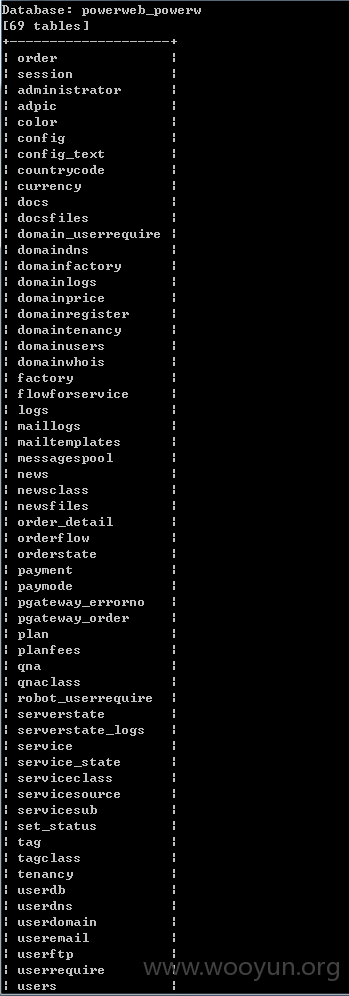 Database: powerweb_powerw
[69 tables]
+--------------------+
| order |
| session |
| administrator |
| adpic |
| color |
| config |
| config_text |
| countrycode |
| currency |
| docs |
| docsfiles |
| domain_userrequire |
| domaindns |
| domainfactory |
| domainlogs |
| domainprice |
| domainregister |
| domaintenancy |
| domainusers |
| domainwhois |
| factory |
| flowforservice |
| logs |
| maillogs |
| mailtemplates |
| messagespool |
| news |
| newsclass |
| newsfiles |
| order_detail |
| orderflow |
| orderstate |
| payment |
| paymode |
| pgateway_errorno |
| pgateway_order |
| plan |
| planfees |
| qna |
| qnaclass |
| robot_userrequire |
| serverstate |
| serverstate_logs |
| service |
| service_state |
| serviceclass |
| servicesource |
| servicesub |
| set_status |
| tag |
| tagclass |
| tenancy |
| userdb |
| userdns |
| userdomain |
| useremail |
| userftp |
| userrequire |
| users |
www.wooyun.org